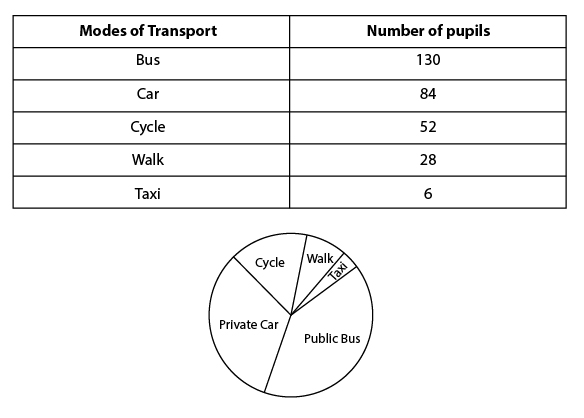 Modes of Transport Number of pupils
Bus 130
Car 84
Cycle 52
Walk 28
Taxi 6
Cycle
Walk
Taxi
Private Car
Public Bus